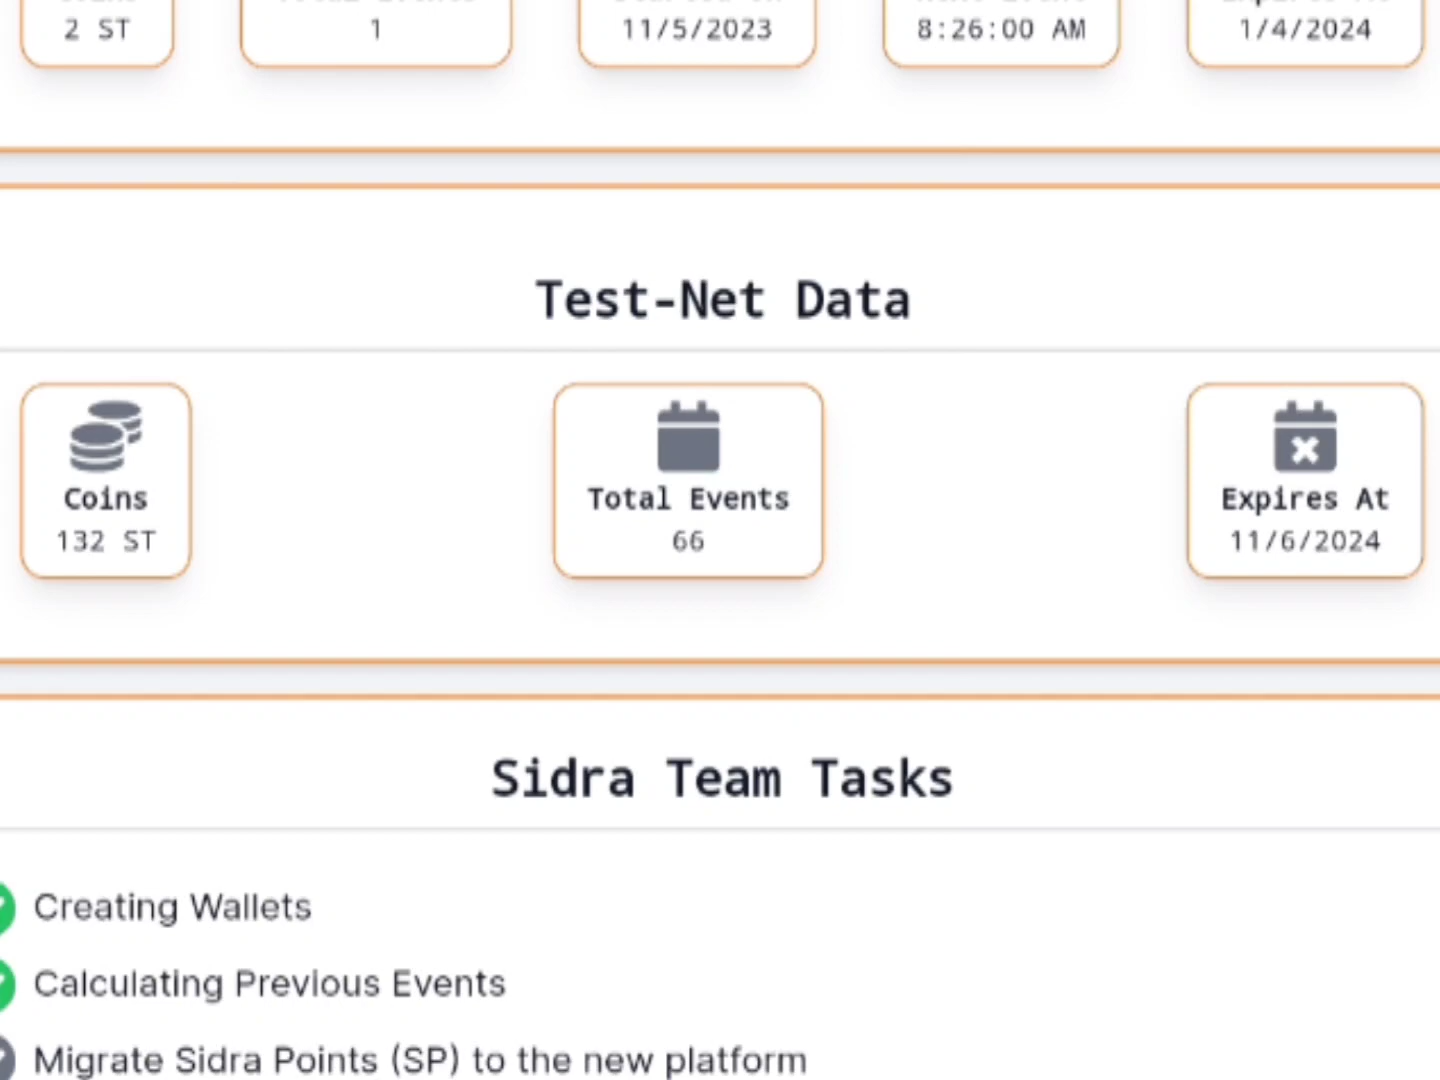 2 ST
1
11/5/2023
8:26:00 AM
1/4/2024
Test-Net Data
Coins
132 ST
Total Events
66
Expires At
11/6/2024
Sidra Team Tasks
Creating Wallets
Calculating Previous Events
Migrate Sidra Points (SP) to the new platform